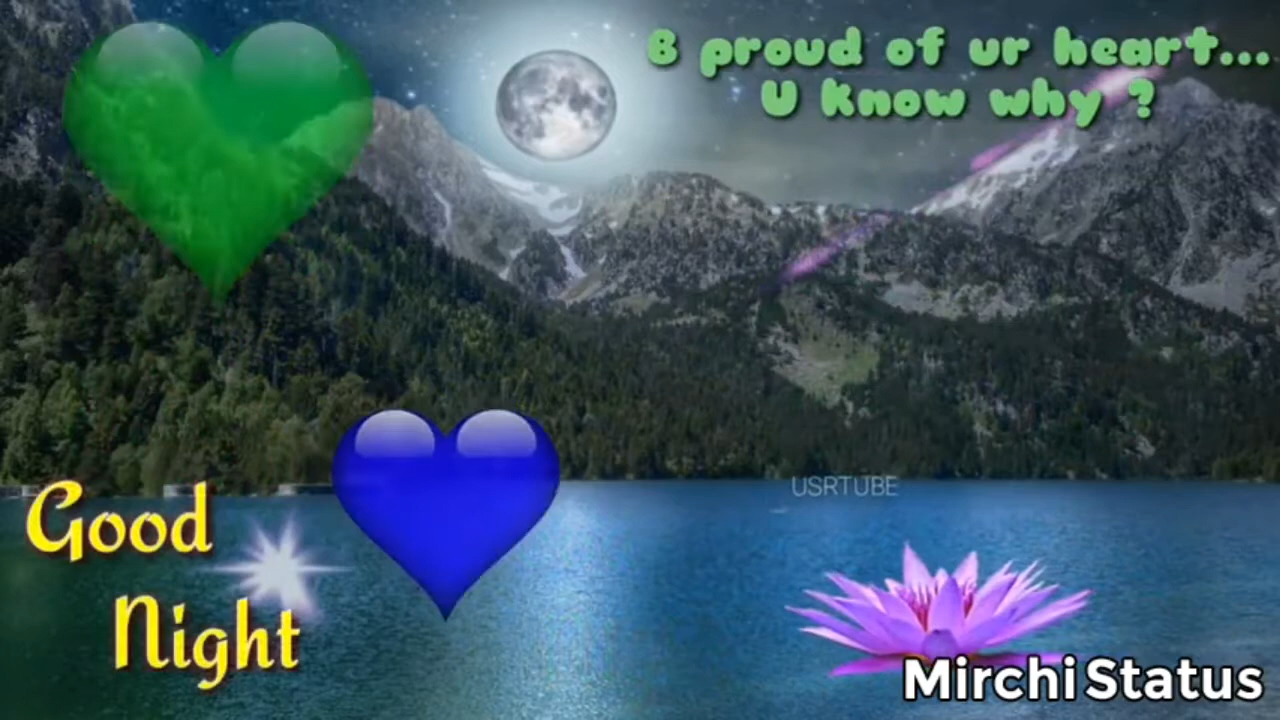 B proud of ur heart...
U know why ?
USRTUBE
Good
Night
Mirchi Status